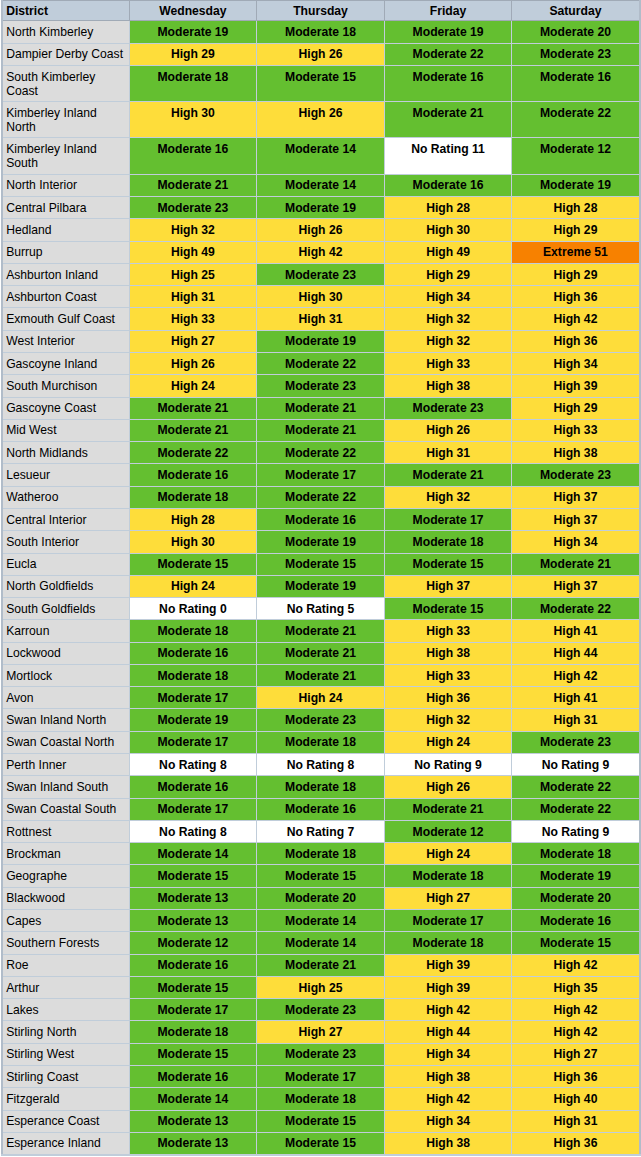 District Wednesday Thursday Friday Saturday
North Kimberley Moderate 19 Moderate 18 Moderate 19 Moderate 20
Dampier Derby Coast High 29 High 26 Moderate 22 Moderate 23
South Kimberley Moderate 18 Moderate 15 Moderate 16 Moderate 16
Coast
Kimberley Inland High 30 High 26 Moderate 21 Moderate 22
North
Kimberley Inland Moderate 16 Moderate 14 No Rating 11 Moderate 12
South
North Interior Moderate 21 Moderate 14 Moderate 16 Moderate 19
Central Pilbara Moderate 23 Moderate 19 High 28 High 28
Hedland High 32 High 26 High 30 High 29
Burrup High 49 High 42 High 49 Extreme 51
Ashburton Inland High 25 Moderate 23 High 29 High 29
Ashburton Coast High 31 High 30 High 34 High 36
Exmouth Gulf Coast High 33 High 31 High 32 High 42
West Interior High 27 Moderate 19 High 32 High 36
Gascoyne Inland High 26 Moderate 22 High 33 High 34
South Murchison High 24 Moderate 23 High 38 High 39
Gascoyne Coast Moderate 21 Moderate 21 Moderate 23 High 29
Mid West Moderate 21 Moderate 21 High 26 High 33
North Midlands Moderate 22 Moderate 22 High 31 High 38
Lesueur Moderate 16 Moderate 17 Moderate 21 Moderate 23
Watheroo Moderate 18 Moderate 22 High 32 High 37
Central Interior High 28 Moderate 16 Moderate 17 High 37
South Interior High 30 Moderate 19 Moderate 18 High 34
Eucla Moderate 15 Moderate 15 Moderate 15 Moderate 21
North Goldfields High 24 Moderate 19 High 37 High 37
South Goldfields No Rating 0 No Rating 5 Moderate 15 Moderate 22
Karroun Moderate 18 Moderate 21 High 33 High 41
Lockwood Moderate 16 Moderate 21 High 38 High 44
Mortlock Moderate 18 Moderate 21 High 33 High 42
Avon Moderate 17 High 24 High 36 High 41
Swan Inland North Moderate 19 Moderate 23 High 32 High 31
Swan Coastal North Moderate 17 Moderate 18 High 24 Moderate 23
Perth Inner No Rating 8 No Rating 8 No Rating 9 No Rating 9
Swan Inland South Moderate 16 Moderate 18 High 26 Moderate 22
Swan Coastal South Moderate 17 Moderate 16 Moderate 21 Moderate 22
Rottnest No Rating 8 No Rating 7 Moderate 12 No Rating 9
Brockman Moderate 14 Moderate 18 High 24 Moderate 18
Geographe Moderate 15 Moderate 15 Moderate 18 Moderate 19
Blackwood Moderate 13 Moderate 20 High 27 Moderate 20
Capes Moderate 13 Moderate 14 Moderate 17 Moderate 16
Southern Forests Moderate 12 Moderate 14 Moderate 18 Moderate 15
Roe Moderate 16 Moderate 21 High 39 High 42
Arthur Moderate 15 High 25 High 39 High 35
Lakes Moderate 17 Moderate 23 High 42 High 42
Stirling North Moderate 18 High 27 High 44 High 42
Stirling West Moderate 15 Moderate 23 High 34 High 27
Stirling Coast Moderate 16 Moderate 17 High 38 High 36
Fitzgerald Moderate 14 Moderate 18 High 42 High 40
Esperance Coast Moderate 13 Moderate 15 High 34 High 31
Esperance Inland Moderate 13 Moderate 15 High 38 High 36